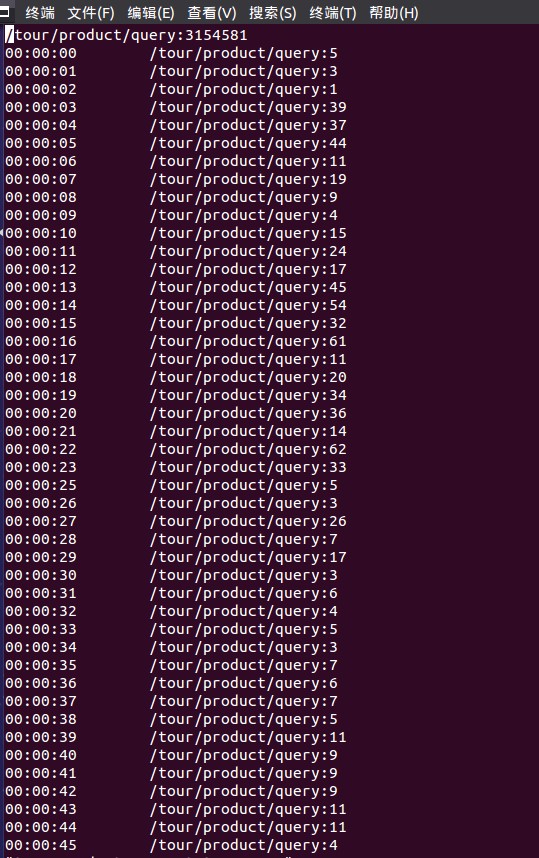 终端 文件(F) 编辑(E) 查看(V) 搜索(S) 终端(T) 帮助(H)
/tour/product/query:3154581
00:00:00 /tour/product/query:5
00:00:01 /tour/product/query:3
00:00:02 /tour/product/query:1
00:00:03 /tour/product/query:39
00:00:04 /tour/product/query:37
00:00:05 /tour/product/query:44
00:00:06 /tour/product/query:11
00:00:07 /tour/product/query:19
00:00:08 /tour/product/query:9
00:00:09 /tour/product/query:4
00:00:10 /tour/product/query:15
00:00:11 /tour/product/query:24
00:00:12 /tour/product/query:17
00:00:13 /tour/product/query:45
00:00:14 /tour/product/query:54
00:00:15 /tour/product/query:32
00:00:16 /tour/product/query:61
00:00:17 /tour/product/query:11
00:00:18 /tour/product/query:20
00:00:19 /tour/product/query:34
00:00:20 /tour/product/query:36
00:00:21 /tour/product/query:14
00:00:22 /tour/product/query:62
00:00:23 /tour/product/query:33
00:00:25 /tour/product/query:5
00:00:26 /tour/product/query:3
00:00:27 /tour/product/query:26
00:00:28 /tour/product/query:7
00:00:29 /tour/product/query:17
00:00:30 /tour/product/query:3
00:00:31 /tour/product/query:6
00:00:32 /tour/product/query:4
00:00:33 /tour/product/query:5
00:00:34 /tour/product/query:3
00:00:35 /tour/product/query:7
00:00:36 /tour/product/query:6
00:00:37 /tour/product/query:7
00:00:38 /tour/product/query:5
00:00:39 /tour/product/query:11
00:00:40 /tour/product/query:9
00:00:41 /tour/product/query:9
00:00:42 /tour/product/query:9
00:00:43 /tour/product/query:11
00:00:44 /tour/product/query:11
00:00:45 /tour/product/query:4